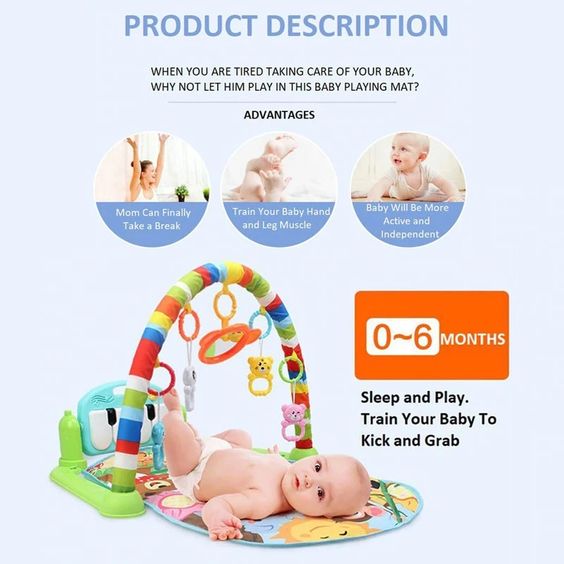 PRODUCT DESCRIPTION
WHEN YOU ARE TIRED TAKING CARE OF YOUR BABY,
WHY NOT LET HIM PLAY IN THIS BABY PLAYING MAT?
ADVANTAGES
Mom Can Finally
Take a Break
Train Your Baby Hand
and Leg Muscle
Baby Will Be More
Active and
Independent
0~6 MONTHS
Sleep and Play.
Train Your Baby To
Kick and Grab